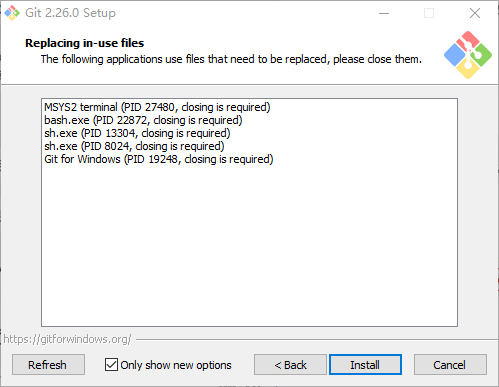 Git 2.26.0 Setup
Replacing in-use files
The following applications use files that need to be replaced, please close them.
MSYS2 terminal (PID 27480, closing is required)
bash.exe (PID 22872, closing is required)
sh.exe (PID 13304, closing is required)
sh.exe (PID 8024, closing is required)
Git for Windows (PID 19248, closing is required)
https://gitforwindows.org/
Refresh
Only show new options
< Back
Install
Cancel